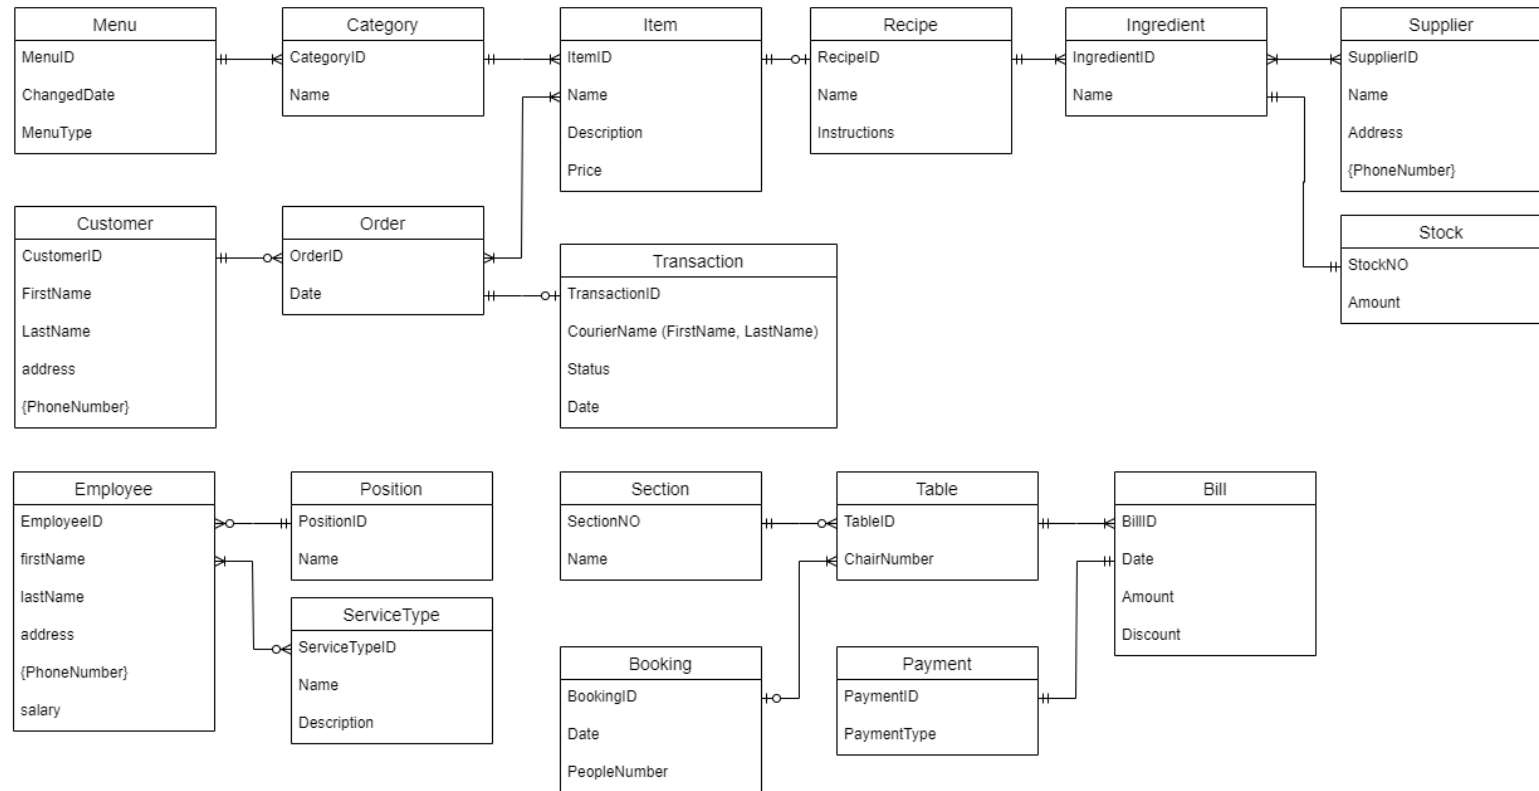 Menu
MenuID
ChangedDate
MenuType
Category
CategoryID
Name
Item
ItemID
Name
Description
Price
Recipe
RecipeID
Name
Instructions
Ingredient
IngredientID
Name
Supplier
SupplierID
Name
Address
{PhoneNumber}
Customer
CustomerID
FirstName
LastName
address
{PhoneNumber}
Order
OrderID
Date
Transaction
TransactionID
CourierName (FirstName, LastName)
Status
Date
Stock
StockNO
Amount
Employee
EmployeeID
firstName
lastName
address
{PhoneNumber}
salary
Position
PositionID
Name
ServiceType
ServiceTypeID
Name
Description
Section
SectionNO
Name
Table
TableID
ChairNumber
Bill
BillID
Date
Amount
Discount
Booking
BookingID
Date
PeopleNumber
Payment
PaymentID
PaymentType